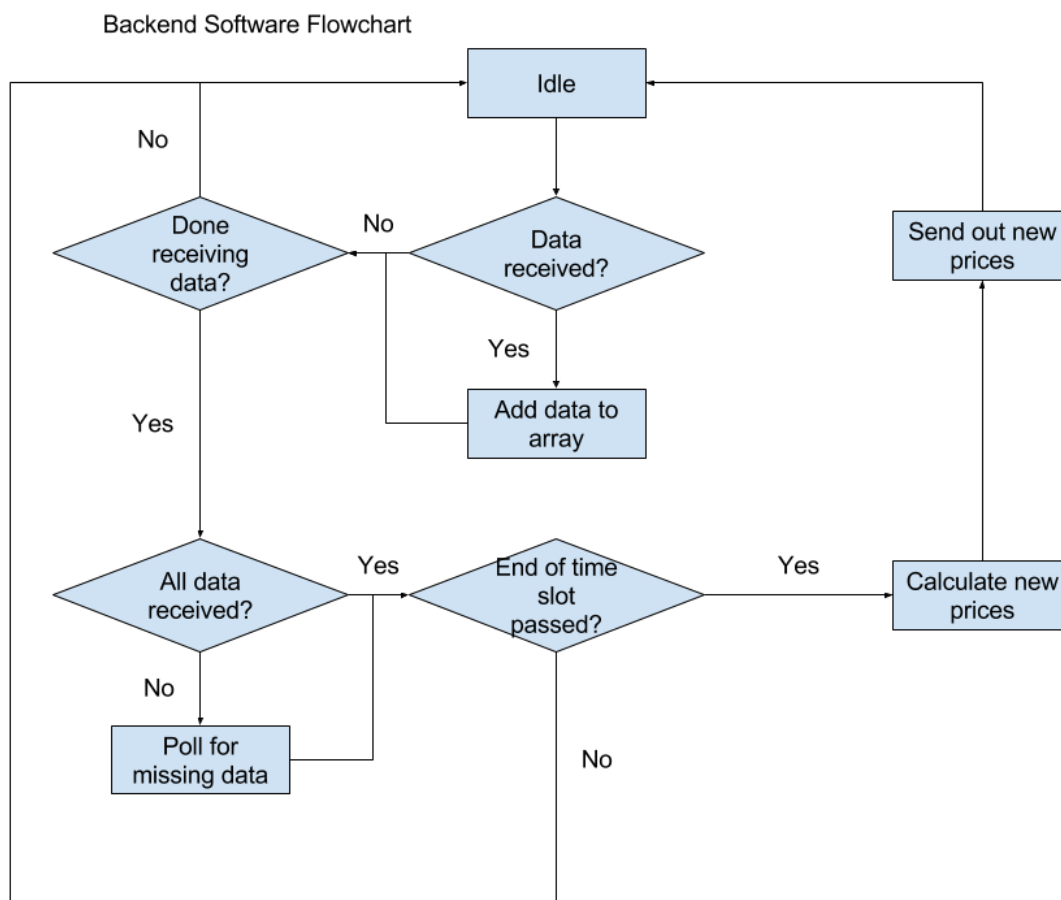 Backend Software Flowchart
Idle
No
Done
receiving
data?
No
Data
received?
Send out new
prices
Yes
Add data to
array
Yes
All data
received?
Yes
End of time
slot
passed?
Yes
Calculate new
prices
No
Poll for
missing data
No